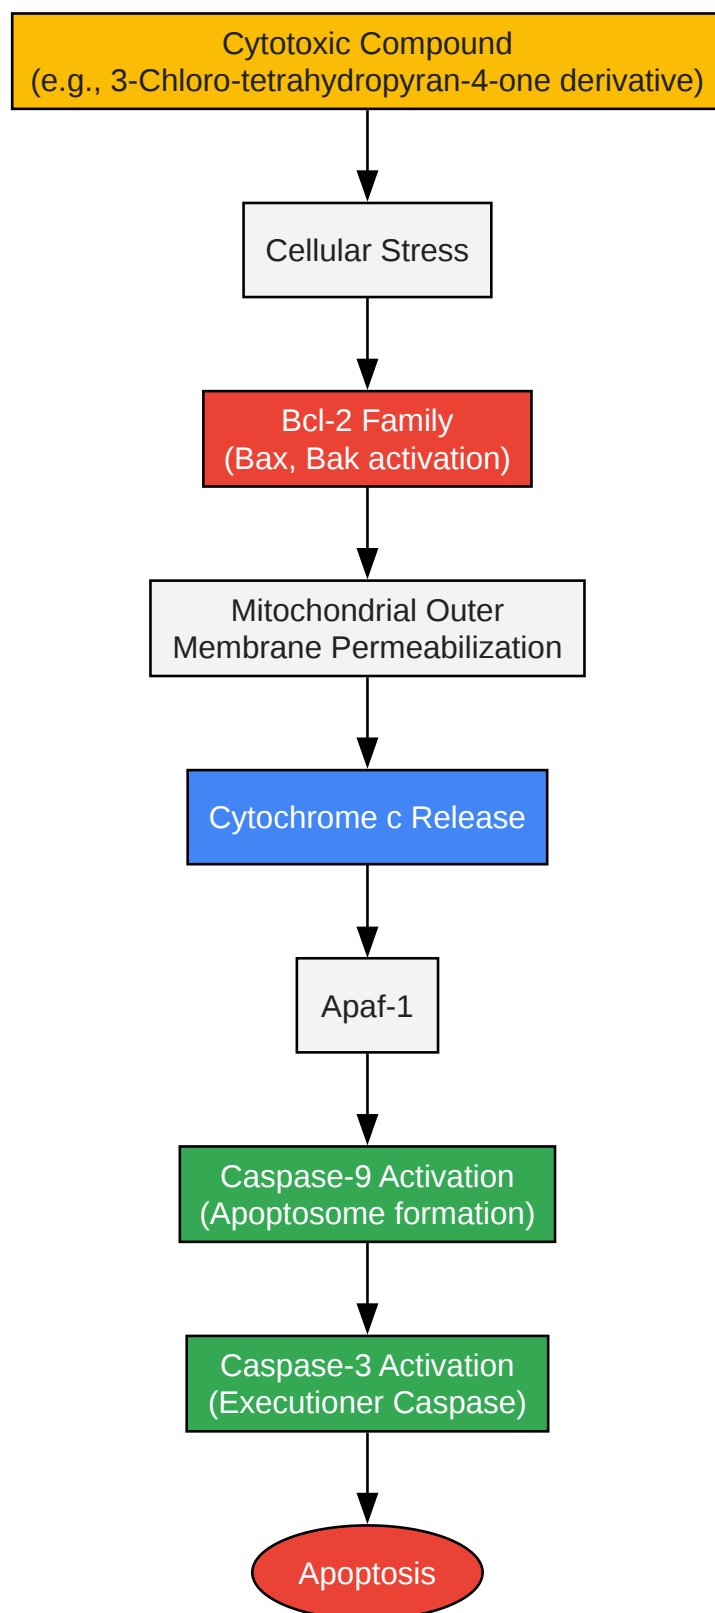 Cytotoxic Compound
(e.g., 3-Chloro-tetrahydropyran-4-one derivative)
Cellular Stress
Bcl-2 Family
(Bax, Bak activation)
Mitochondrial Outer
Membrane Permeabilization
Cytochrome c Release
Apaf-1
Caspase-9 Activation
(Apoptosome formation)
Caspase-3 Activation
(Executioner Caspase)
Apoptosis